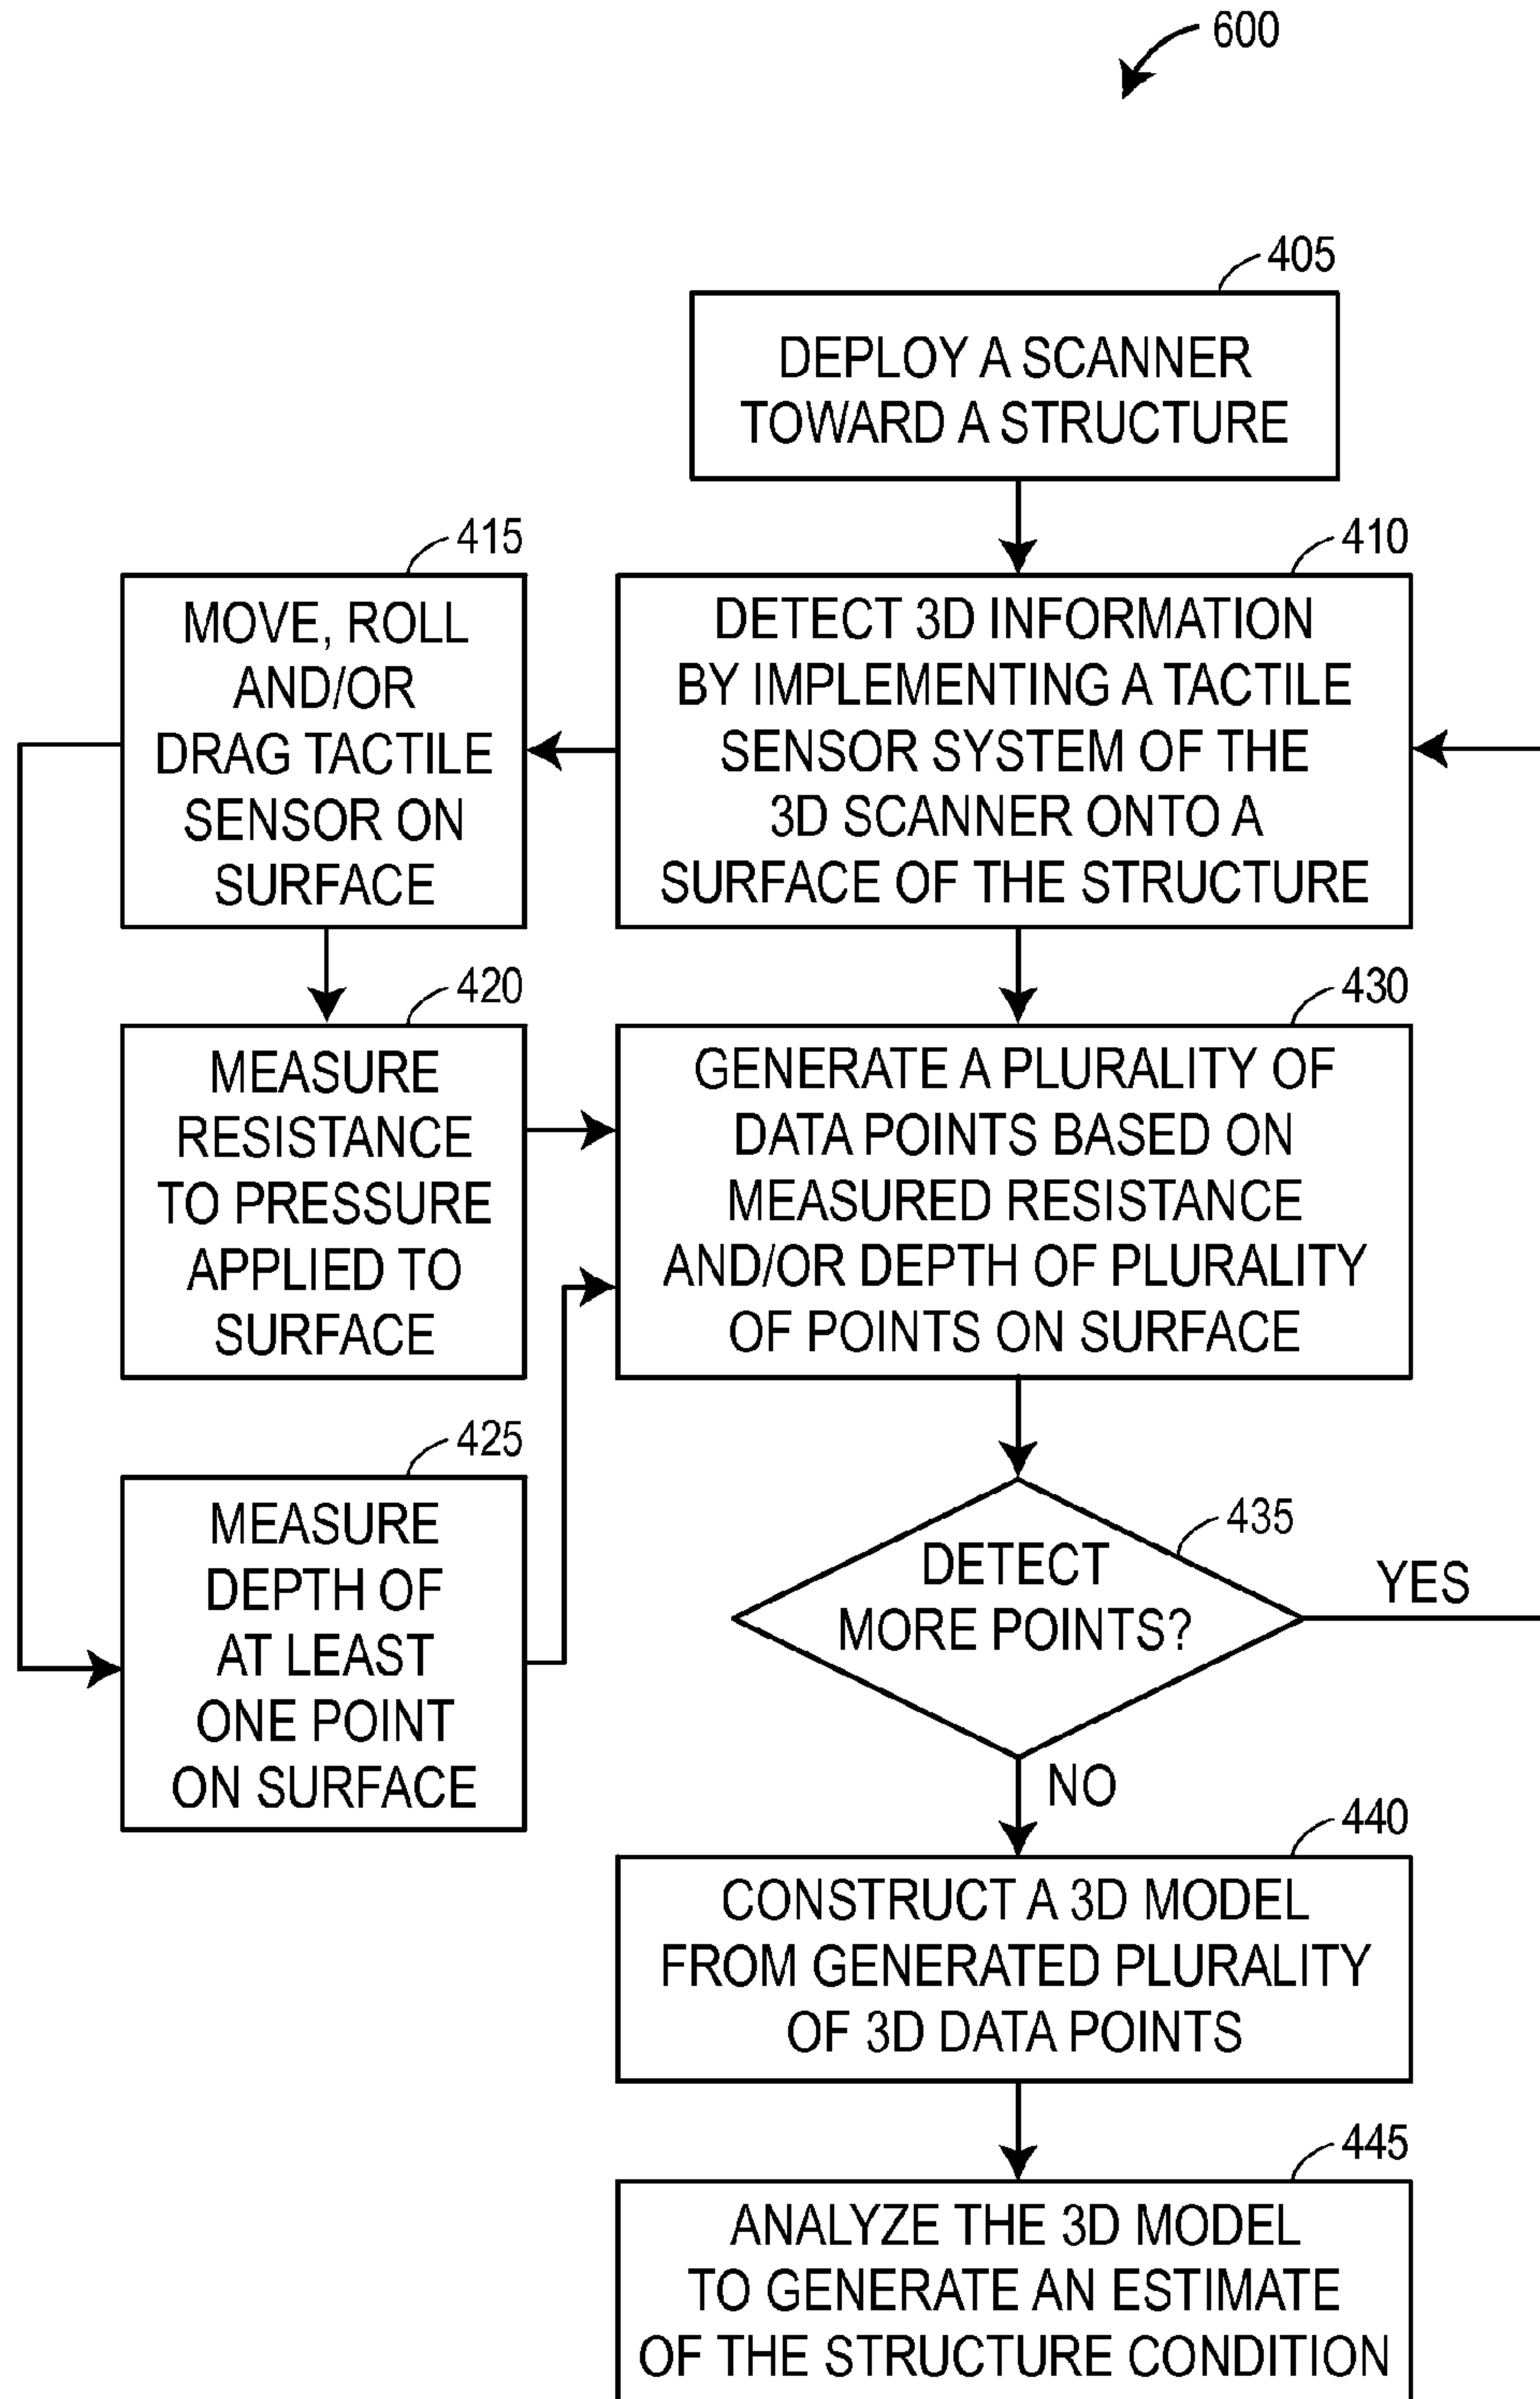 600
405
DEPLOY A SCANNER
TOWARD A STRUCTURE
415
MOVE, ROLL
AND/OR
DRAG TACTILE
SENSOR ON
SURFACE
410
DETECT 3D INFORMATION
BY IMPLEMENTING A TACTILE
SENSOR SYSTEM OF THE
3D SCANNER ONTO A
SURFACE OF THE STRUCTURE
420
MEASURE
RESISTANCE
TO PRESSURE
APPLIED TO
SURFACE
430
GENERATE A PLURALITY OF
DATA POINTS BASED ON
MEASURED RESISTANCE
AND/OR DEPTH OF PLURALITY
OF POINTS ON SURFACE
425
MEASURE
DEPTH OF
AT LEAST
ONE POINT
ON SURFACE
435
DETECT
MORE POINTS?
YES
NO
440
CONSTRUCT A 3D MODEL
FROM GENERATED PLURALITY
OF 3D DATA POINTS
445
ANALYZE THE 3D MODEL
TO GENERATE AN ESTIMATE
OF THE STRUCTURE CONDITION